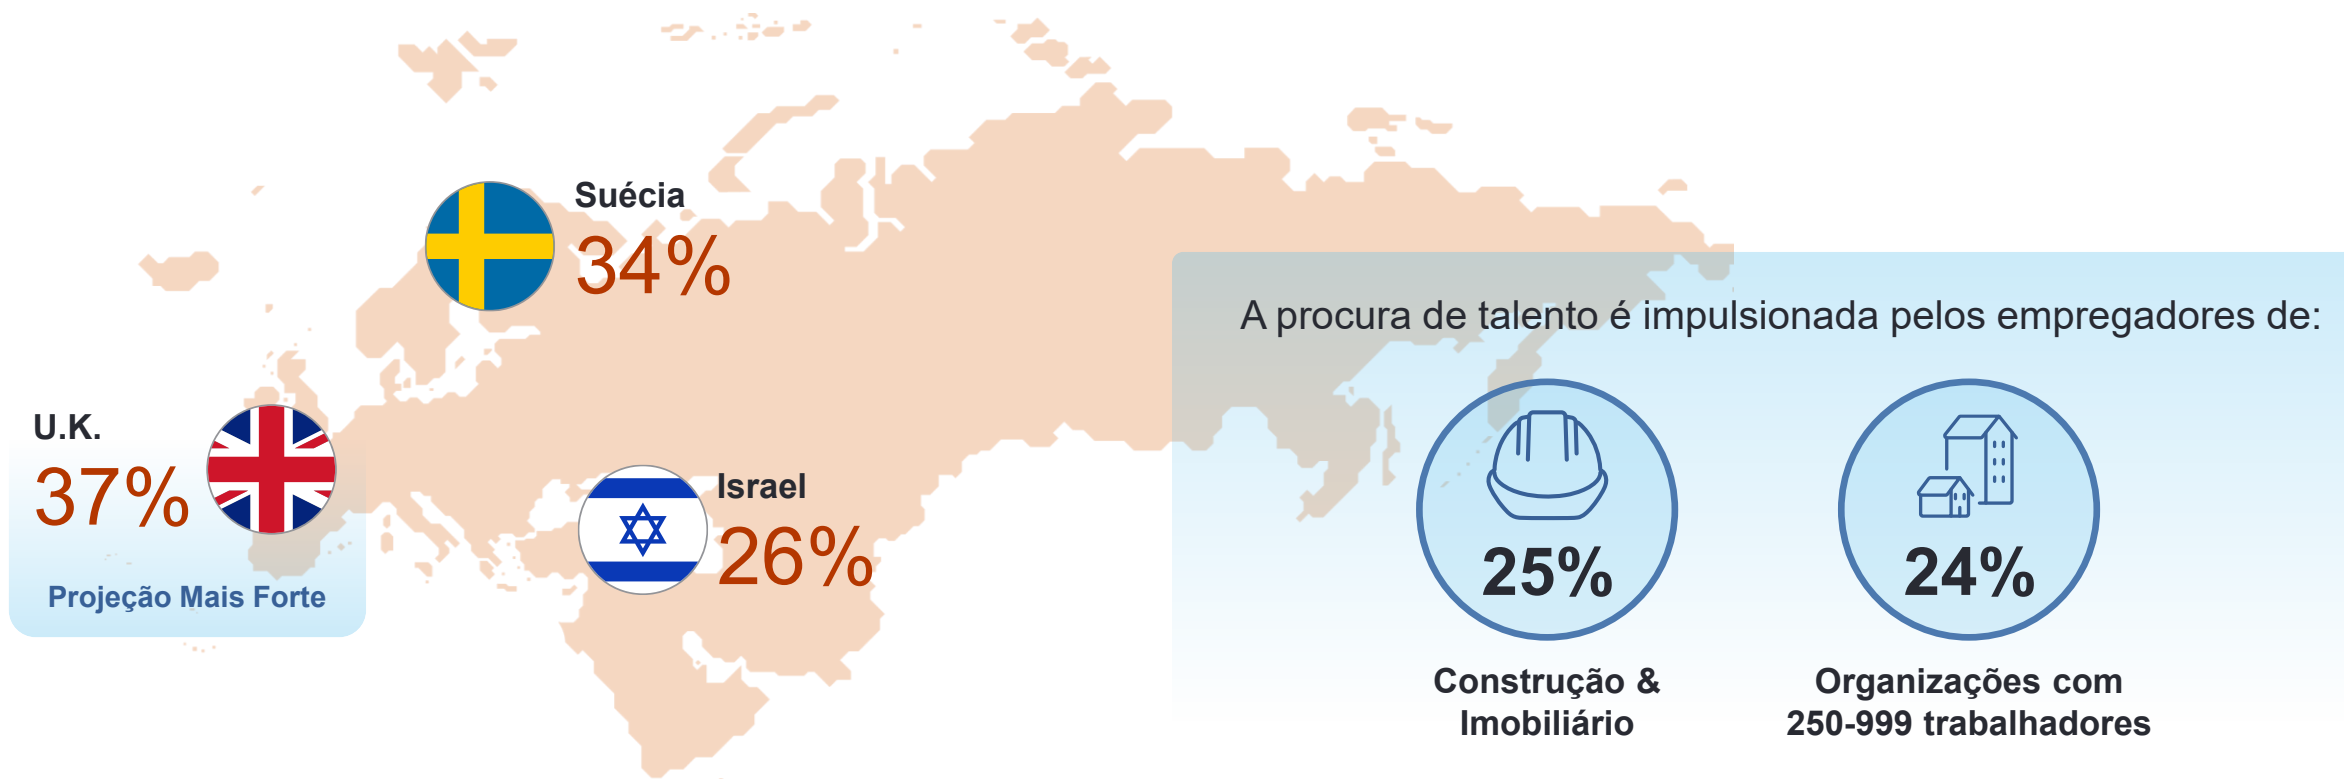 Suécia
34%
U.K.
37%
Projeção Mais Forte
Israel
26%
A procura de talento é impulsionada pelos empregadores de:
25%
Construção &
Imobiliário
24%
Organizações com
250-999 trabalhadores